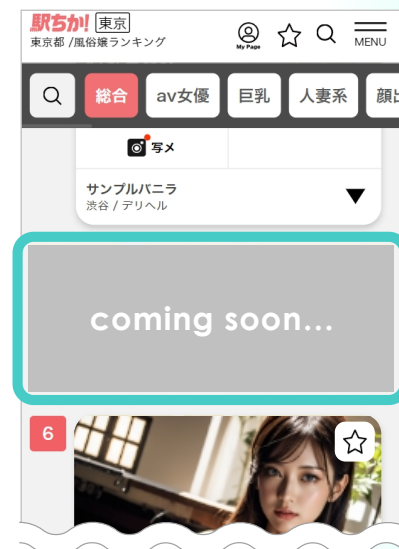 駅ちか! 東京
東京都 /風俗嬢ランキング
My Page
MENU
総合 av女優 巨乳 人妻系 顔出
写メ
サンプルバニラ
渋谷 / デリヘル
coming soon...
6